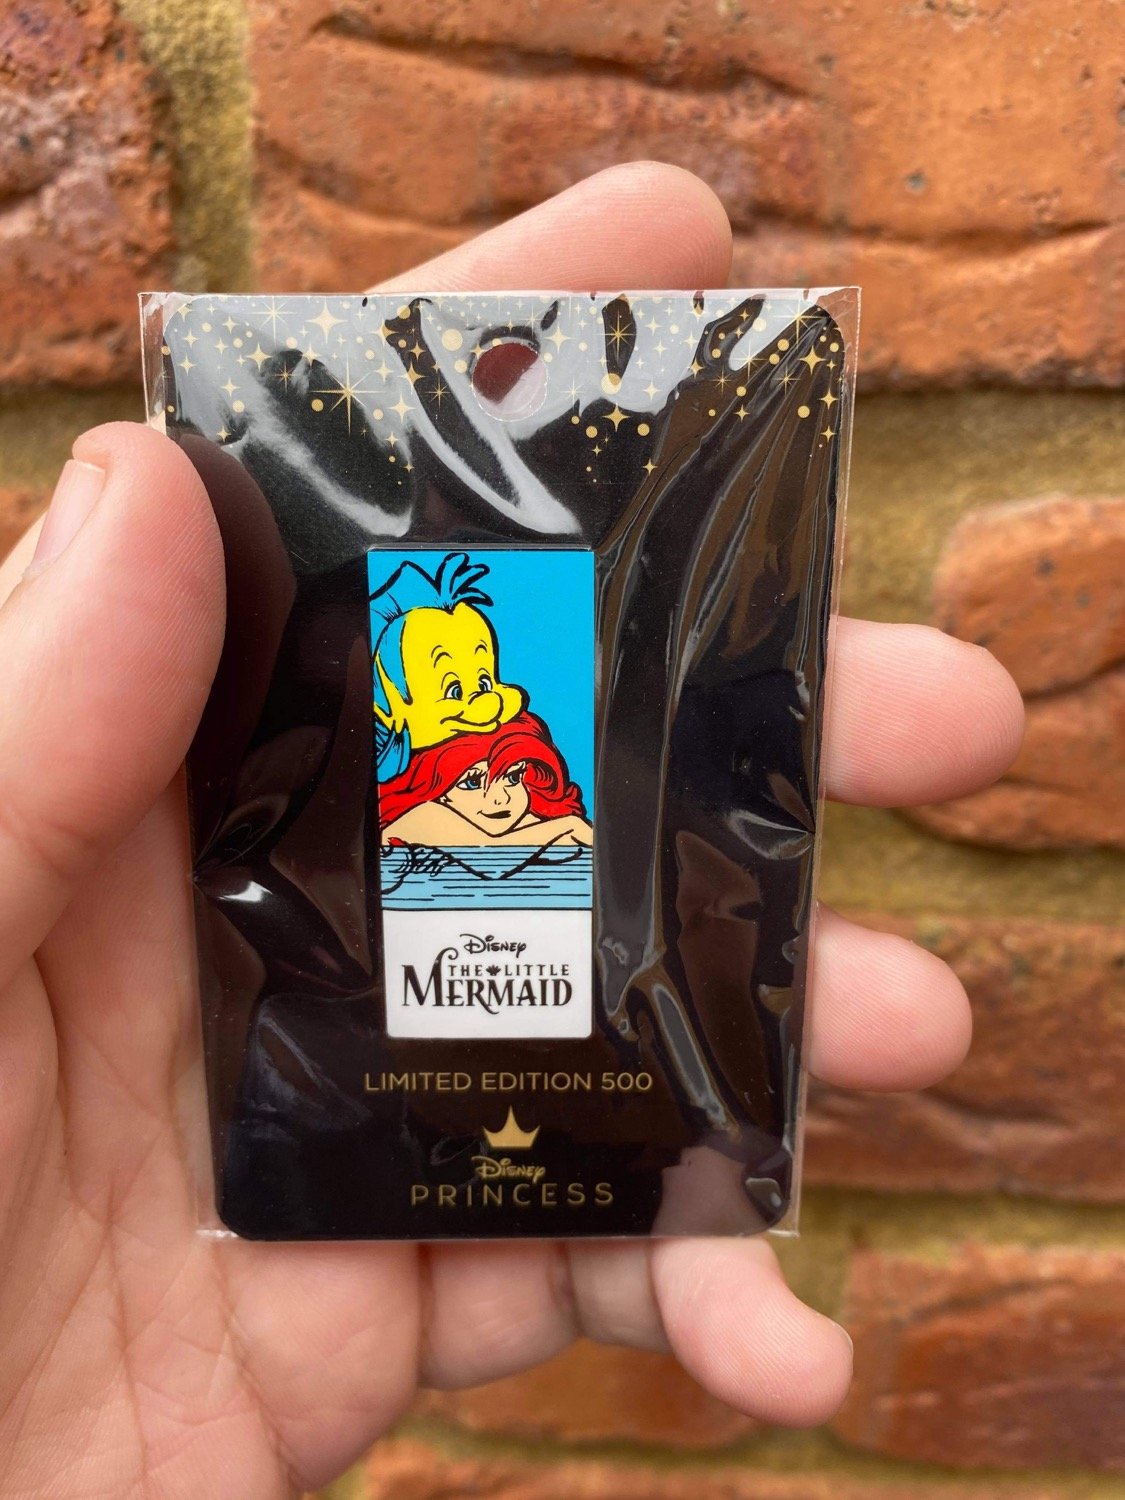 Disney
THE LITTLE
MERMAID
LIMITED EDITION 500
Disney
PRINCESS